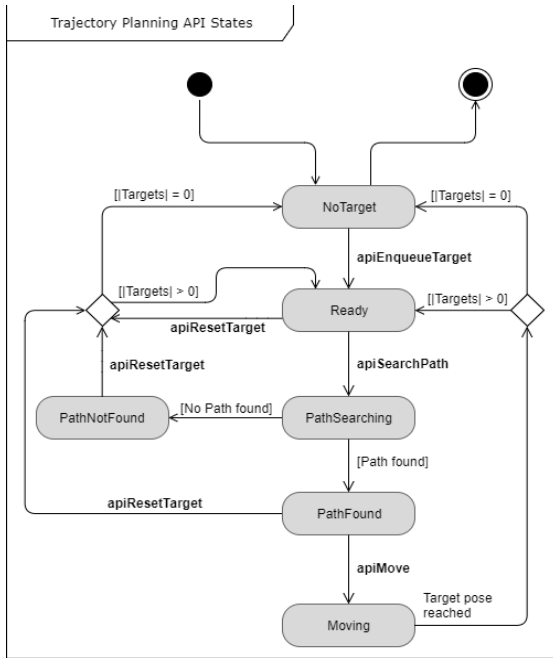 Trajectory Planning API States
[|Targets| = 0]
[|Targets| = 0]
NoTarget
apiEnqueueTarget
[|Targets| > 0]
[|Targets| > 0]
Ready
apiResetTarget
apiResetTarget
apiSearchPath
PathNotFound
[No Path found]
PathSearching
[Path found]
apiResetTarget
PathFound
apiMove
Target pose
reached
Moving